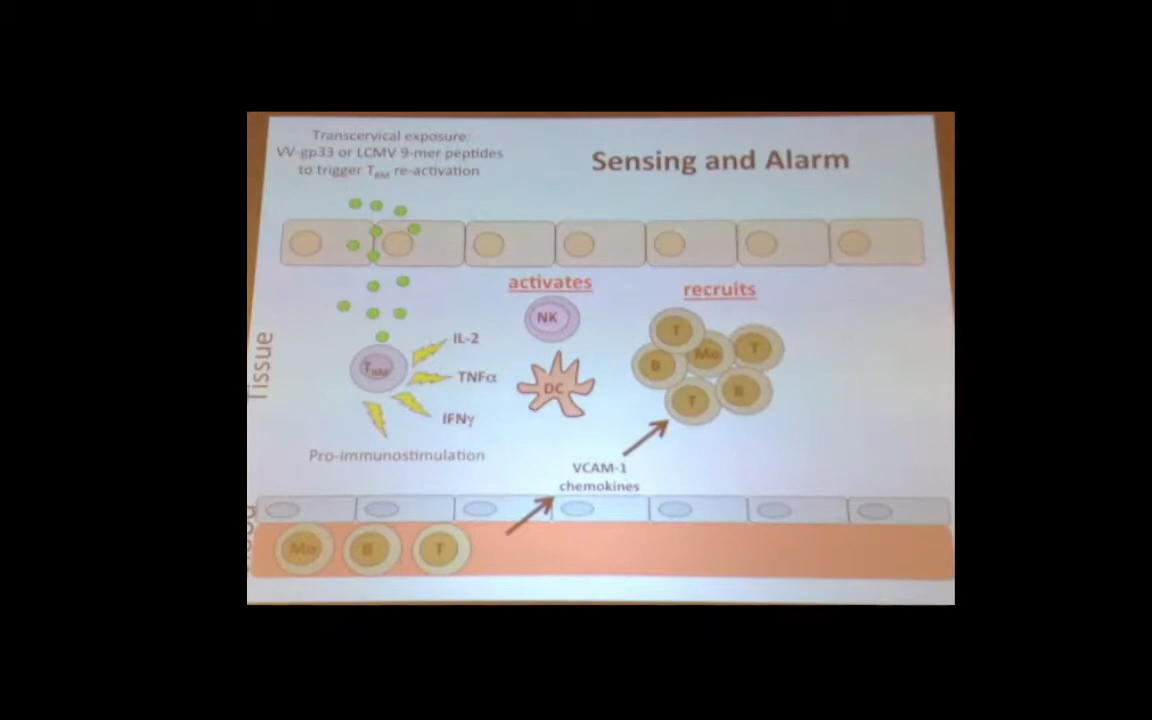 Transcervical exposure:
VV-gp33 or LCMV 9-mer peptides
to trigger TRM re-activation
Sensing and Alarm
activates
recruits
NK
T
Mo
T
B
IL-2
Tissue
TRM
TNFα
DC
B
T
IFNγ
Pro-immunostimulation
VCAM-1
chemokines
Mo
B
T